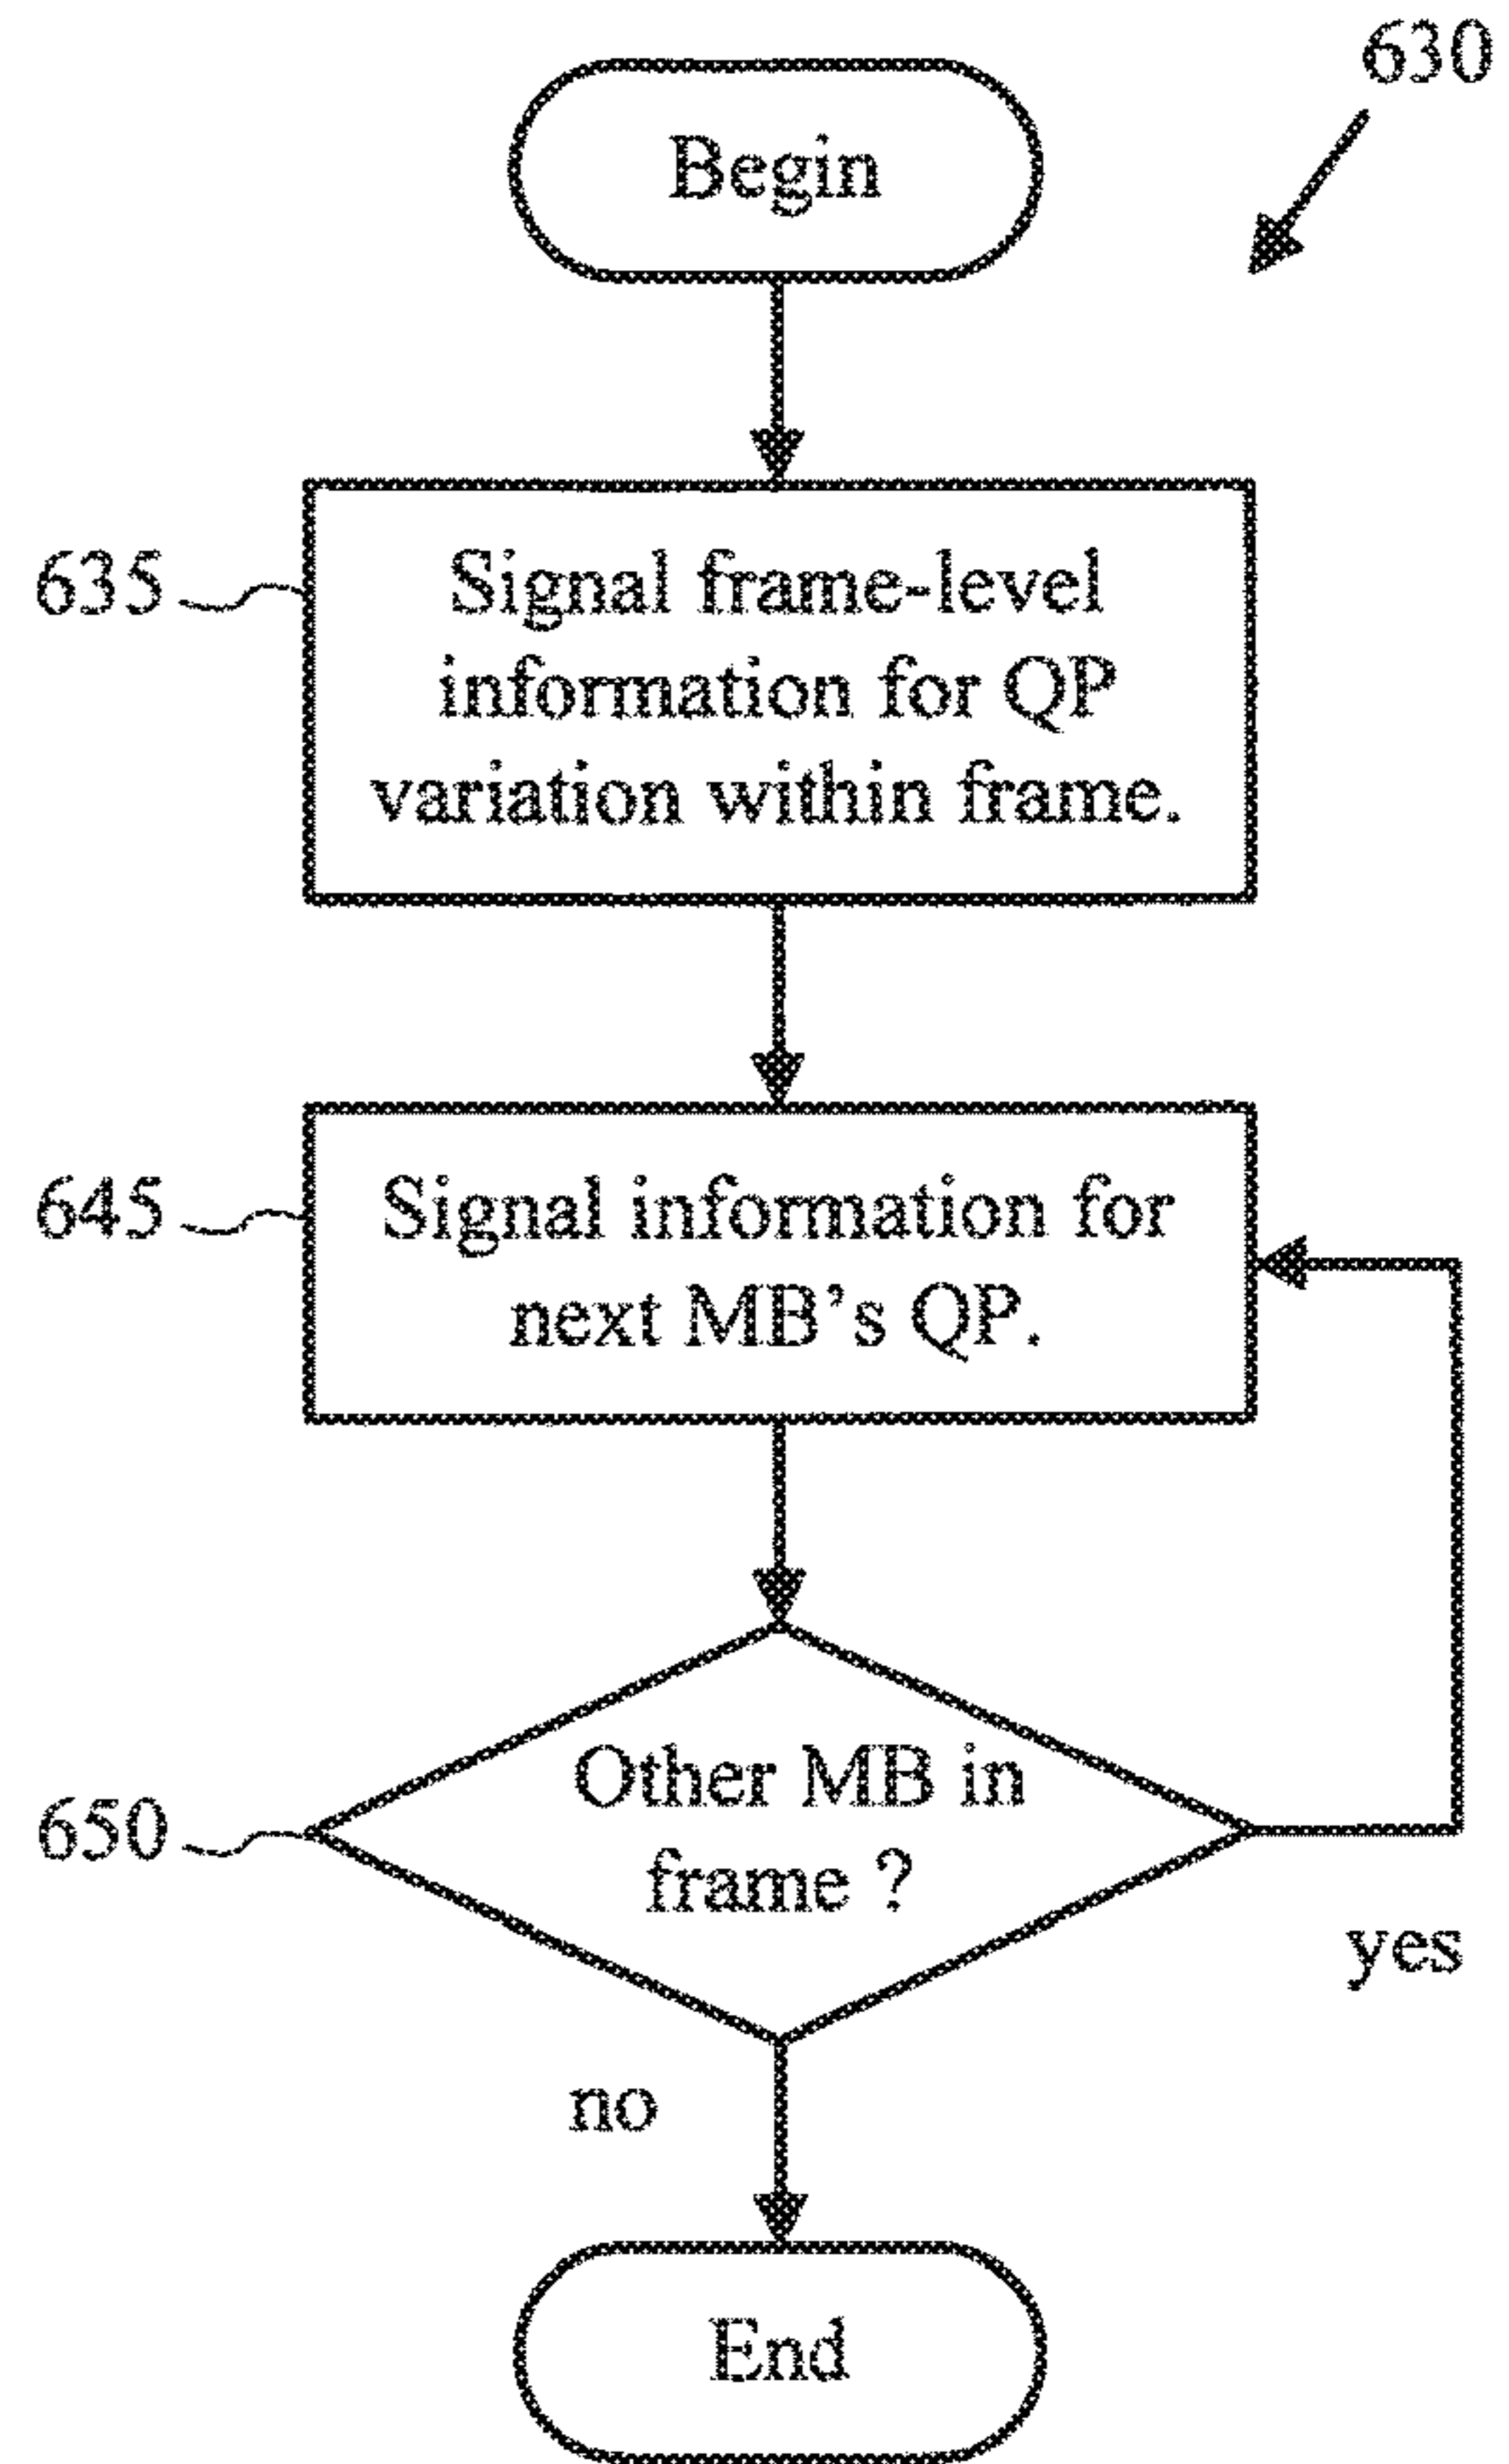 630
Begin
635
Signal frame-level
information for QP
variation within frame.
645
Signal information for
next MB's QP.
650
Other MB in
frame ?
yes
no
End